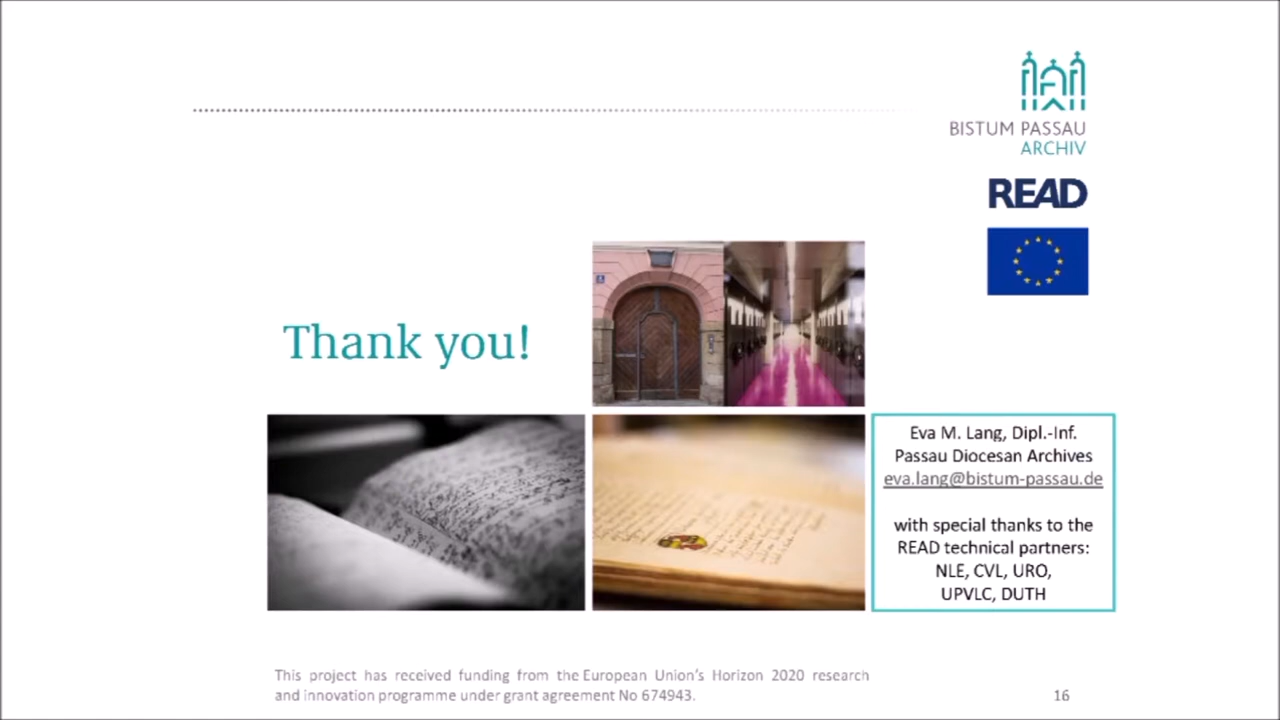 BISTUM PASSAU
ARCHIV
READ
Thank you!
Eva M. Lang, Dipl.-Inf.
Passau Diocesan Archives
eva.lang@bistum-passau.de
with special thanks to the
READ technical partners:
NLE, CVL, URO,
UPVLC, DUTH
This project has received funding from the European Union's Horizon 2020 research
and innovation programme under grant agreement No 674943.
16